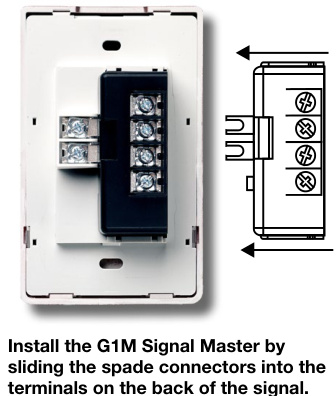 Install the G1M Signal Master by
sliding the spade connectors into the
terminals on the back of the signal.